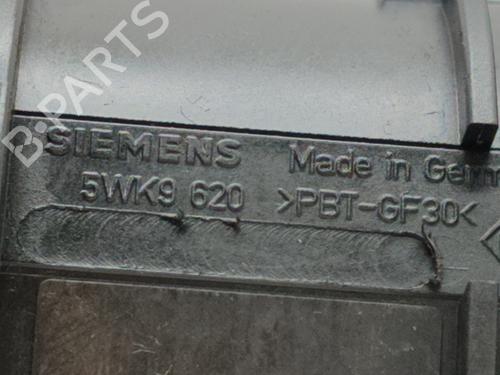 B-PARTS
SIEMENS Made in Germ
5WK9 620 >PBT-GF30<